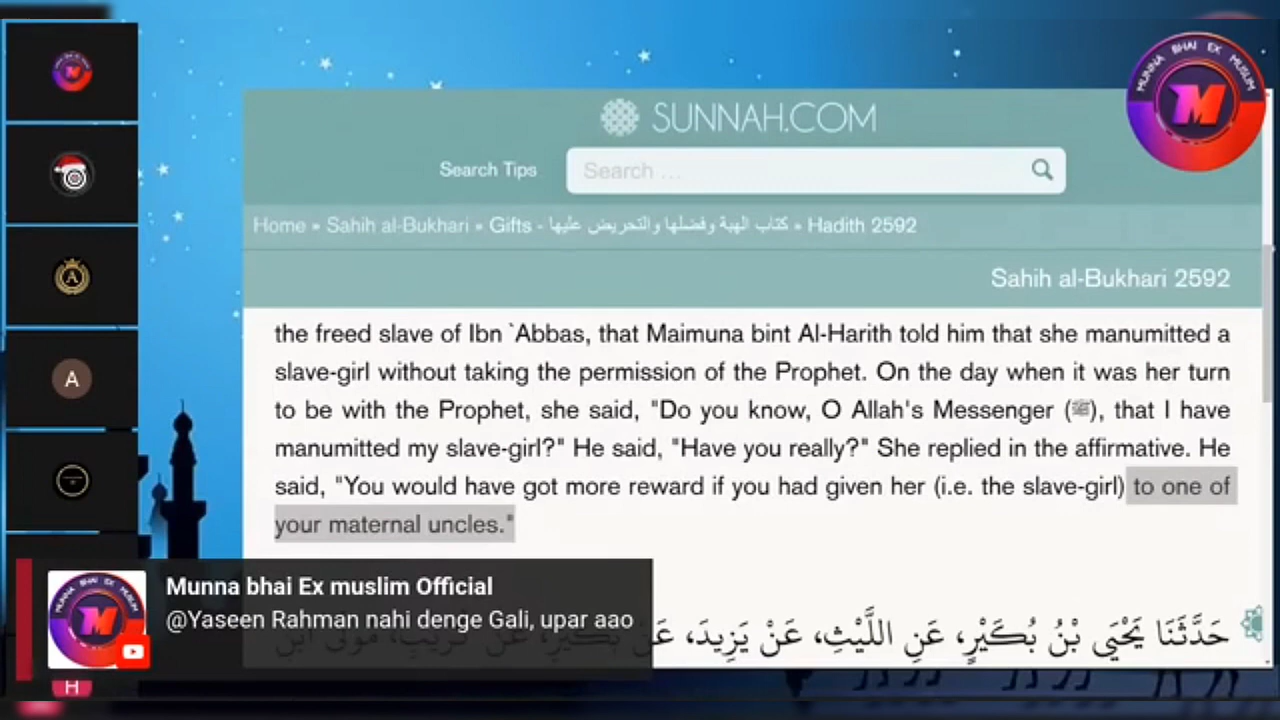 MUNNA BHAI EX MUSLIM
M
SUNNAH.COM
Search Tips
Search ...
Home » Sahih al-Bukhari » Gifts - كتاب الهبة وفضلها والتحريض عليها » Hadith 2592
Sahih al-Bukhari 2592
A
A
the freed slave of Ibn `Abbas, that Maimuna bint Al-Harith told him that she manumitted a
slave-girl without taking the permission of the Prophet. On the day when it was her turn
to be with the Prophet, she said, "Do you know, O Allah's Messenger (ﷺ), that I have
manumitted my slave-girl?" He said, "Have you really?" She replied in the affirmative. He
said, "You would have got more reward if you had given her (i.e. the slave-girl) to one of
your maternal uncles."
حَدَّثَنَا يَحْيَى بْنُ بُكَيْرٍ، عَنِ اللَّيْثِ، عَنْ يَزِيدَ، عَنْ بُكَيْرٍ، عَنْ كُرَيْبٍ، مَوْلَى ابْنِ
Munna bhai Ex muslim Official
@Yaseen Rahman nahi denge Gali, upar aao
H